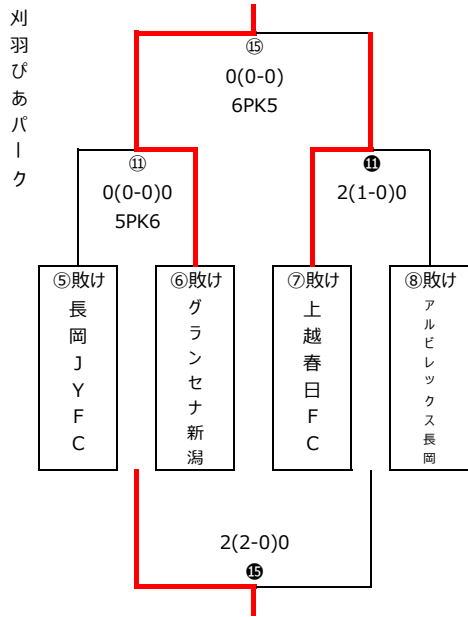 刈羽ぴあパーク
⑮
0(0-0)
6PK5
⑪
0(0-0)0
5PK6
⓫
2(1-0)0
⑤敗け
長岡JYFC
⑥敗け
グランセナ新潟
⑦敗け
上越春日FC
⑧敗け
アルビレックス長岡
2(2-0)0
⓯